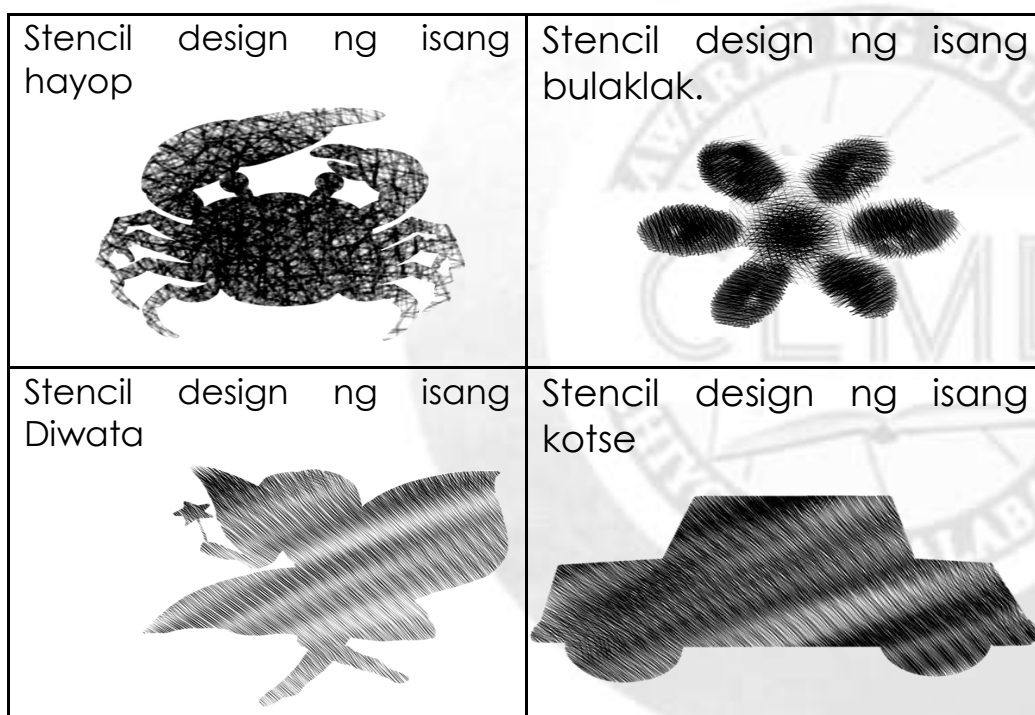 Stencil design ng isang
hayop
Stencil design ng isang
bulaklak.
Stencil design ng isang
Diwata
Stencil design ng isang
kotse